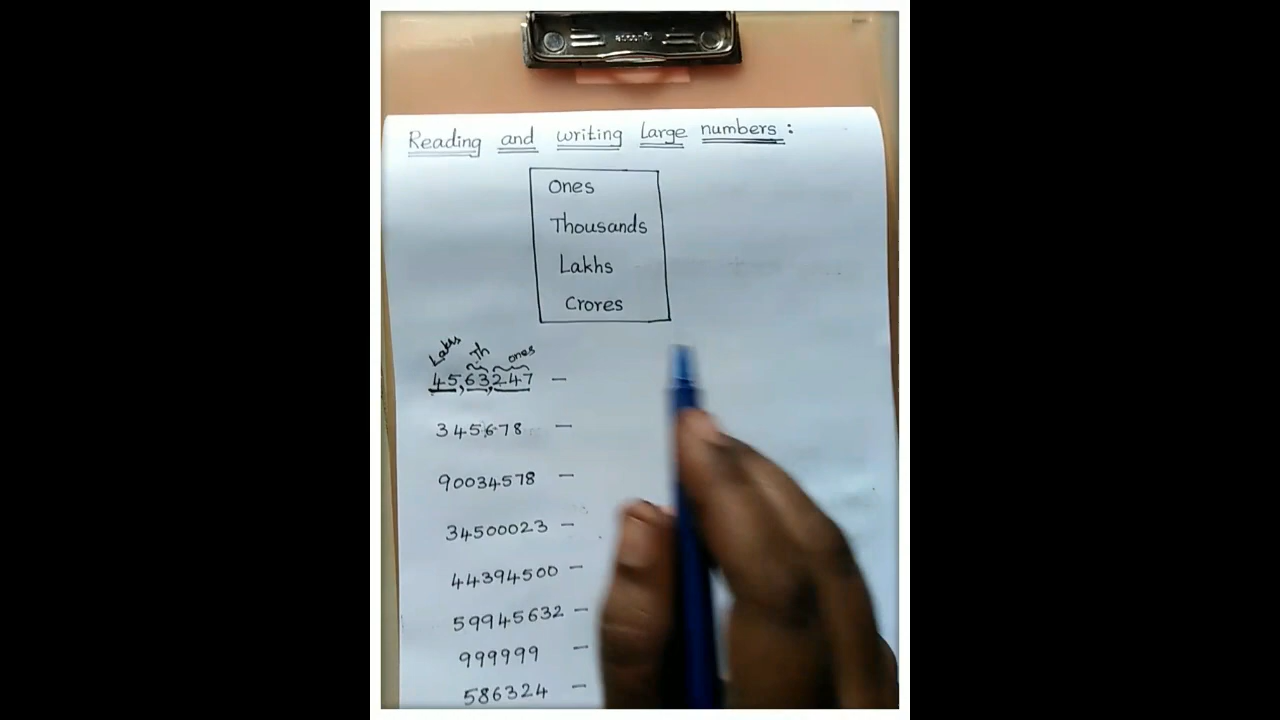 Reading and writing Large numbers :
Ones
Thousands
Lakhs
Crores
Lakhs Th ones
45,63,247 —
345678 —
90034578 —
34500023 —
44394500 —
59945632 —
999999 —
586324 —